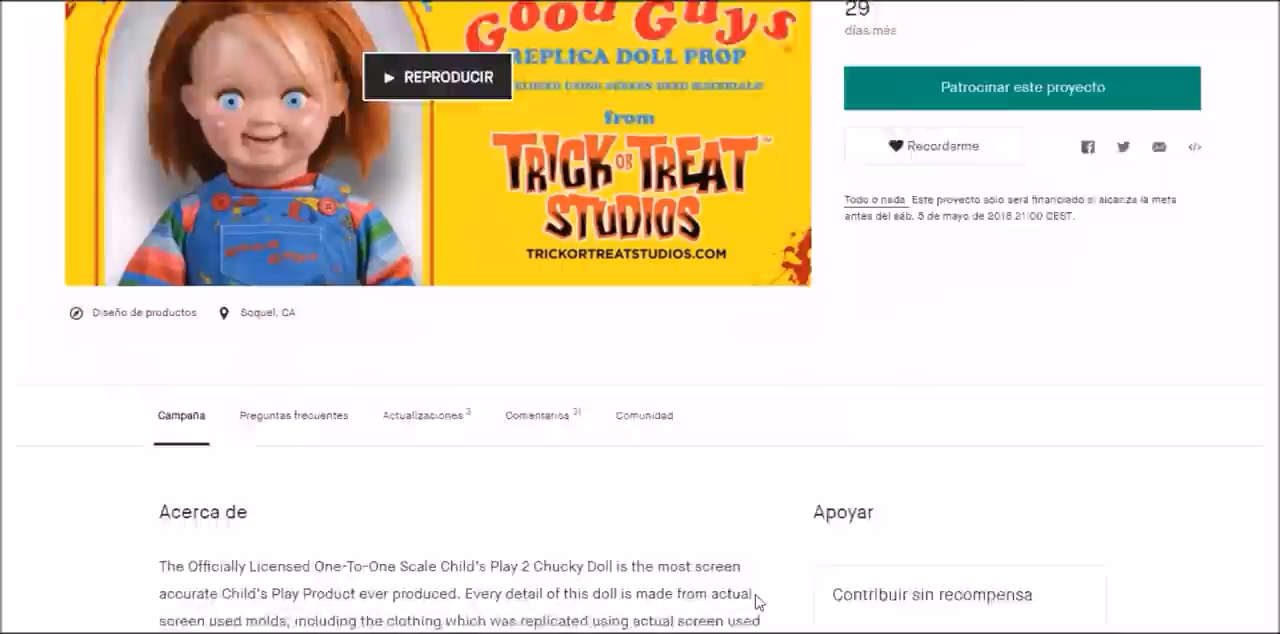 Good Guys
REPLICA DOLL PROP
from
TRICK OR TREAT
STUDIOS
TRICKORTREATSTUDIOS.COM
REPRODUCIR
29
días más
Patrocinar este proyecto
Recordarme
Todo o nada. Este proyecto sólo será financiado si alcanza la meta
antes del sáb, 5 de mayo de 2018 21:00 CEST.
Diseño de productos Soquel, CA
Campaña Preguntas frecuentes Actualizaciones 3 Comentarios 31 Comunidad
Acerca de
The Officially Licensed One-To-One Scale Child's Play 2 Chucky Doll is the most screen
accurate Child's Play Product ever produced. Every detail of this doll is made from actual
screen used molds, including the clothing which was replicated using actual screen used
Apoyar
Contribuir sin recompensa